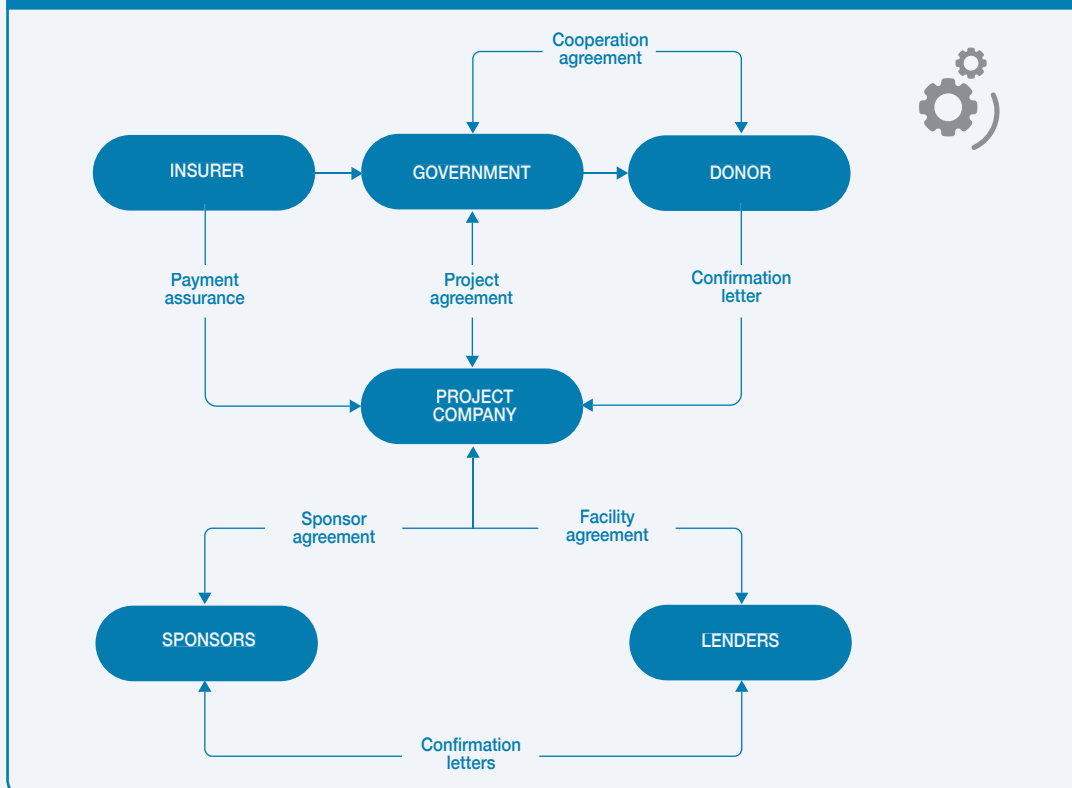 Cooperation
agreement
INSURER
GOVERNMENT
DONOR
Payment
assurance
Project
agreement
Confirmation
letter
PROJECT
COMPANY
Sponsor
agreement
Facility
agreement
SPONSORS
LENDERS
Confirmation
letters